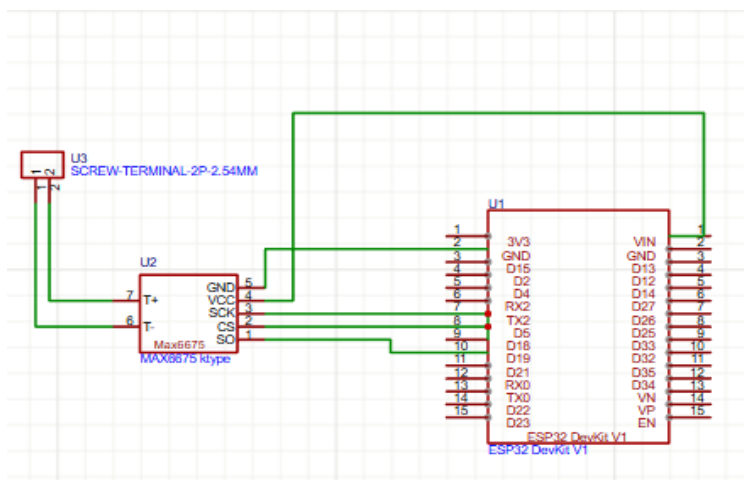 U3
SCREW-TERMINAL-2P-2.54MM
1 2
1 2
U2
7 T+
6 T-
GND 5
VCC 4
SCK 3
CS 2
SO 1
Max6675
MAX6675 ktype
U1
1 3V3 VIN 1
2 GND GND 2
3 D15 D13 3
4 D2 D12 4
5 D4 D14 5
6 RX2 D27 6
7 TX2 D26 7
8 D5 D25 8
9 D18 D33 9
10 D19 D32 10
11 D21 D35 11
12 RX0 D34 12
13 TX0 VN 13
14 D22 VP 14
15 D23 EN 15
ESP32 DevKit V1
ESP32 DevKit V1